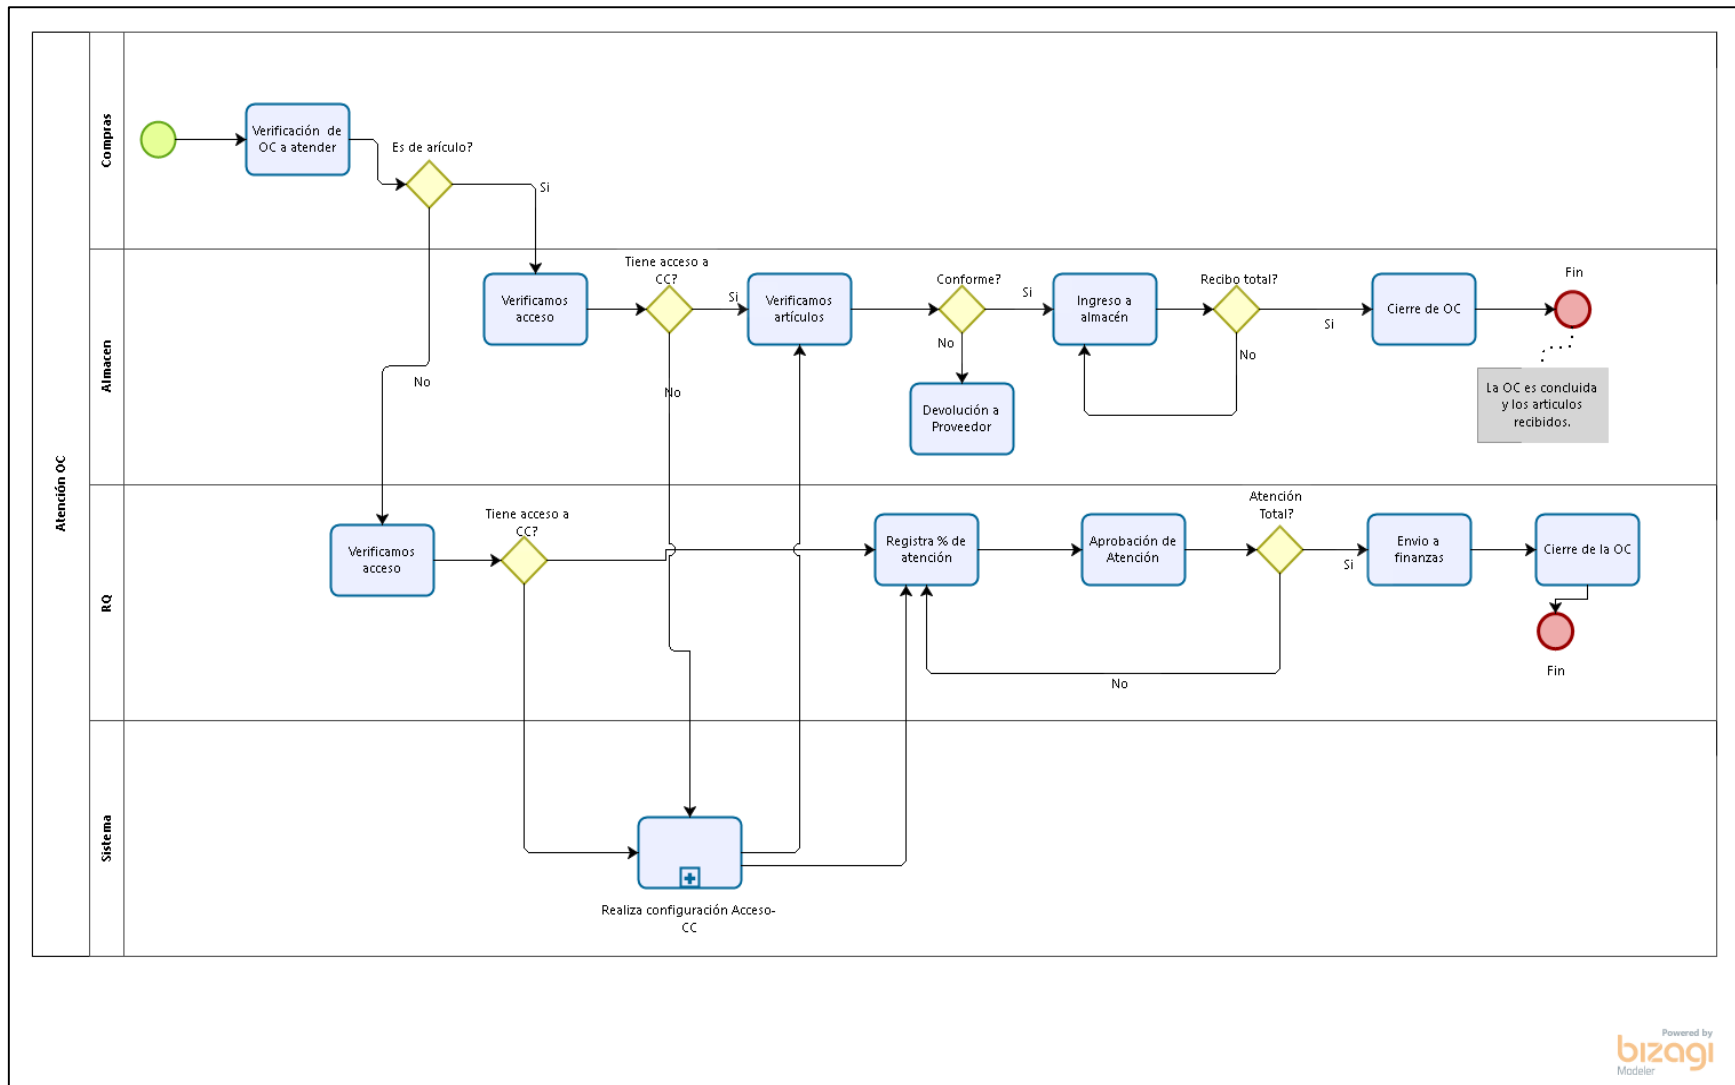 Atención OC
Compras
Verificación de
OC a atender
Es de arículo?
Si
No
Almacen
Verificamos
acceso
Tiene acceso a
CC?
Si
No
Verificamos
artículos
Conforme?
Si
No
Devolución a
Proveedor
Ingreso a
almacén
Recibo total?
Si
No
Cierre de OC
Fin
La OC es concluida
y los articulos
recibidos.
RQ
Verificamos
acceso
Tiene acceso a
CC?
Registra % de
atención
Aprobación de
Atención
Atención
Total?
Si
No
Envio a
finanzas
Cierre de la OC
Fin
Sistema
Realiza configuración Acceso-
CC
Powered by
bizagi
Modeler